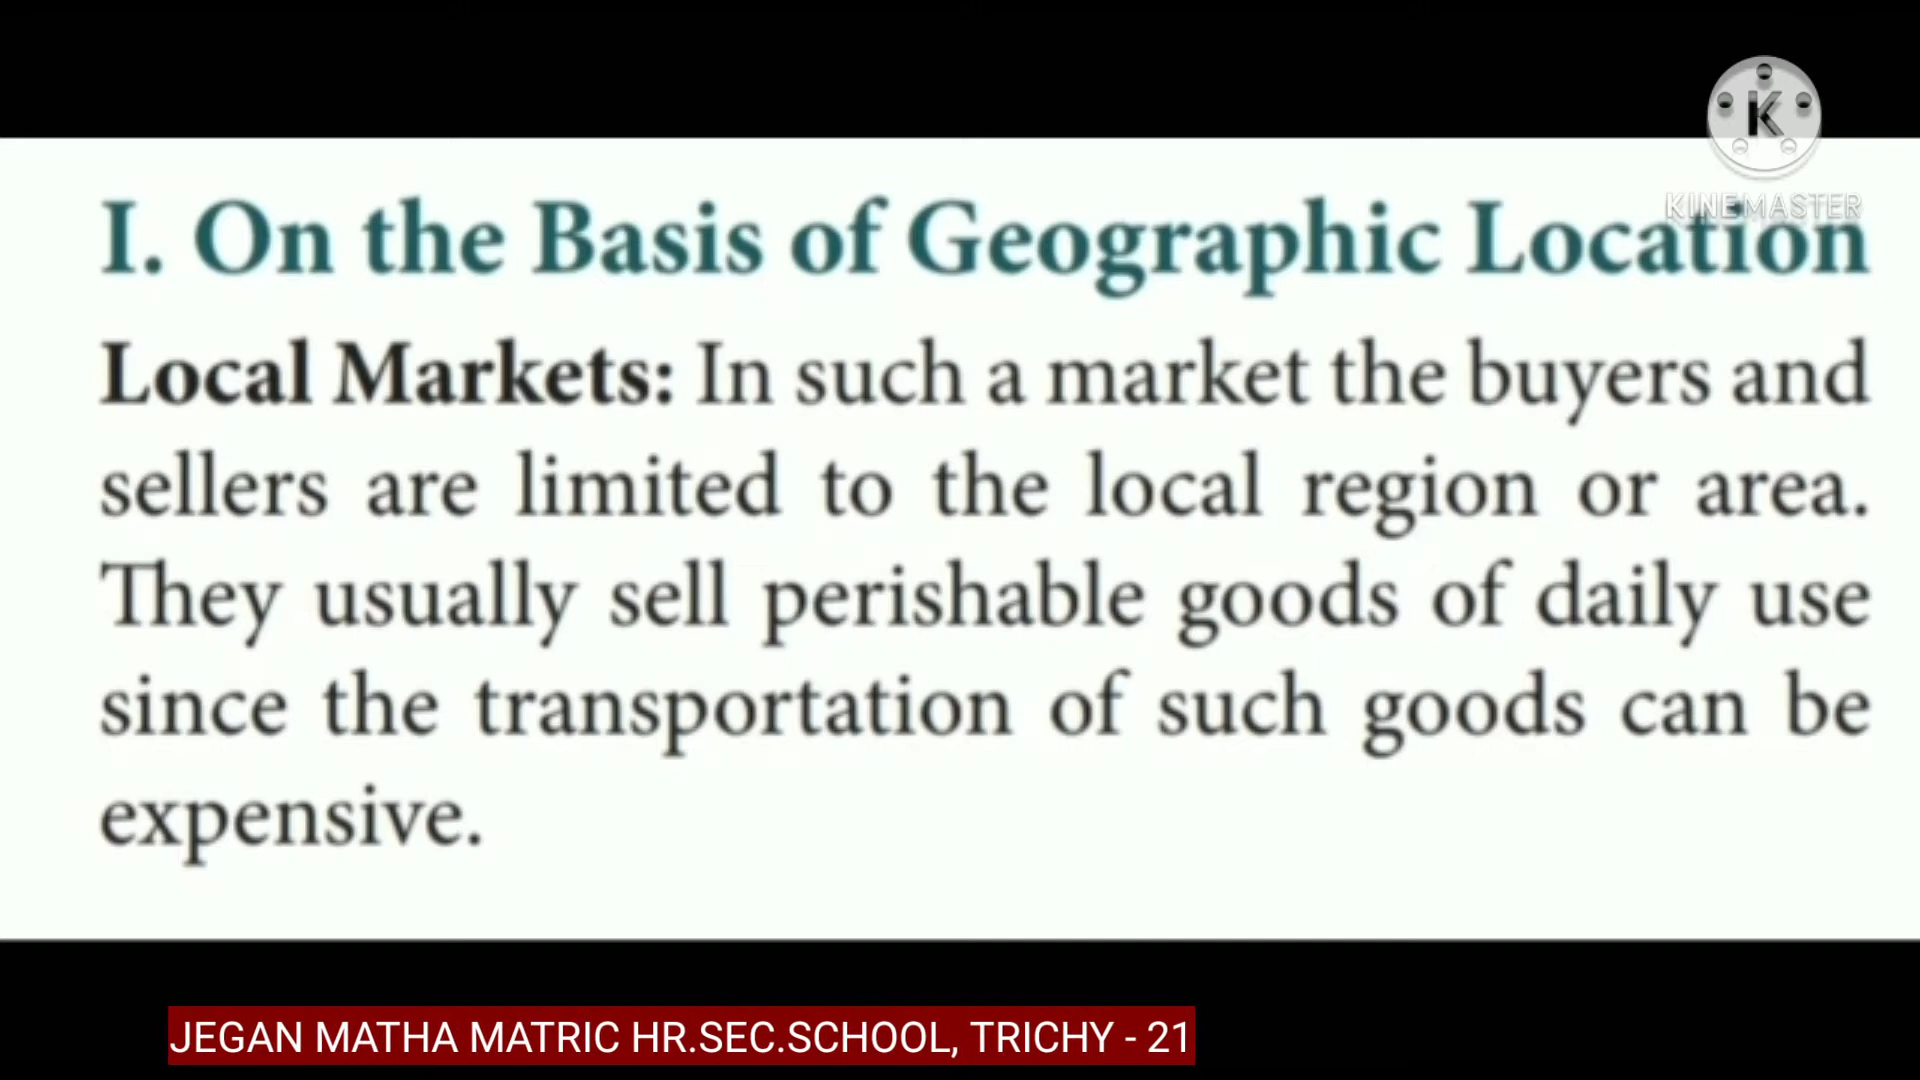 K
KINEMASTER
I. On the Basis of Geographic Location
Local Markets: In such a market the buyers and
sellers are limited to the local region or area.
They usually sell perishable goods of daily use
since the transportation of such goods can be
expensive.
JEGAN MATHA MATRIC HR.SEC.SCHOOL, TRICHY - 21